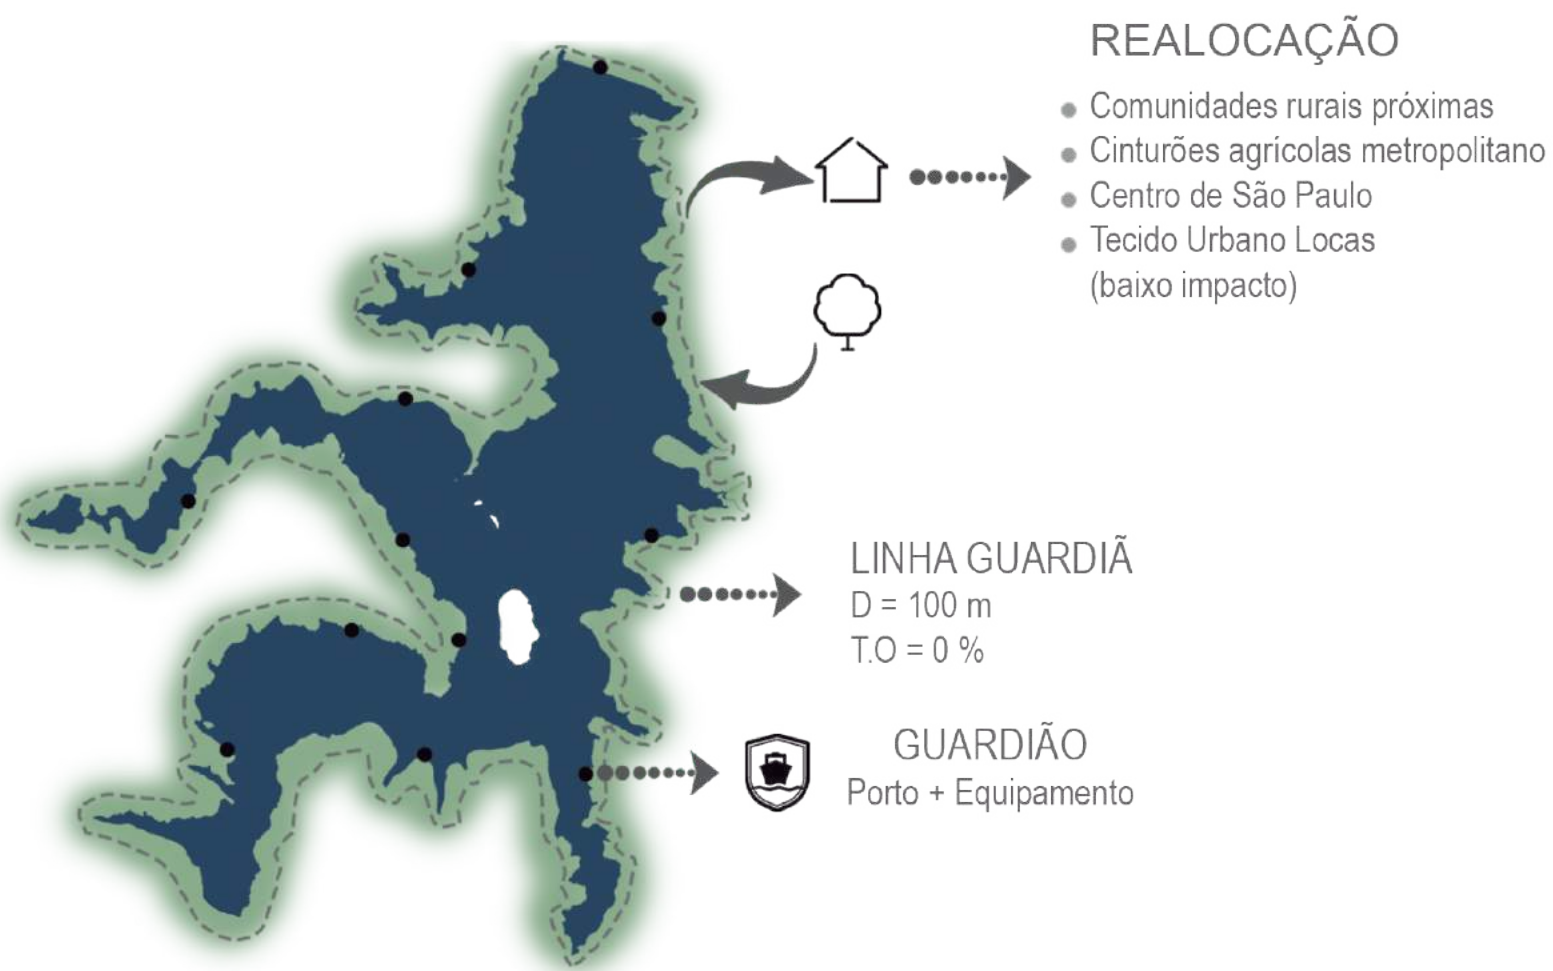 REALOCAÇÃO
Comunidades rurais próximas
Cinturões agrícolas metropolitano
Centro de São Paulo
Tecido Urbano Locas
(baixo impacto)
LINHA GUARDIÃ
D = 100 m
T.O = 0 %
GUARDIÃO
Porto + Equipamento